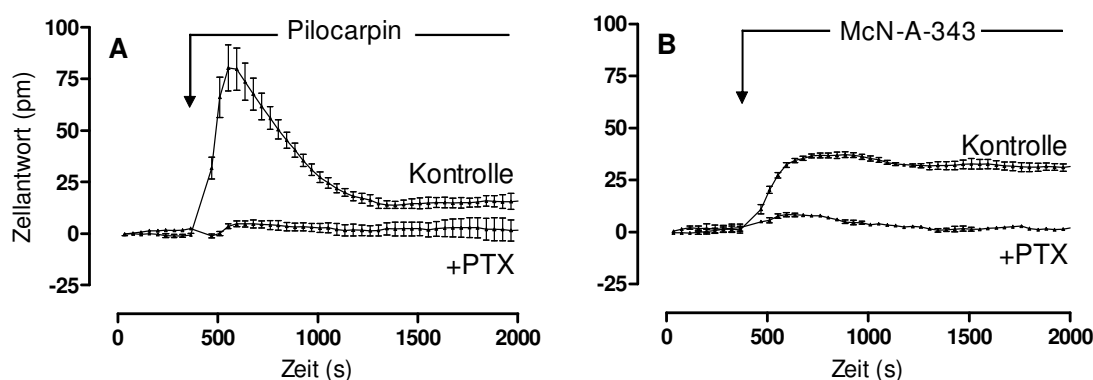 A
Pilocarpin
100
75
50
25
0
-25
Zellantwort (pm)
Kontrolle
+PTX
0 500 1000 1500 2000
Zeit (s)
B
McN-A-343
100
75
50
25
0
-25
Kontrolle
+PTX
0 500 1000 1500 2000
Zeit (s)